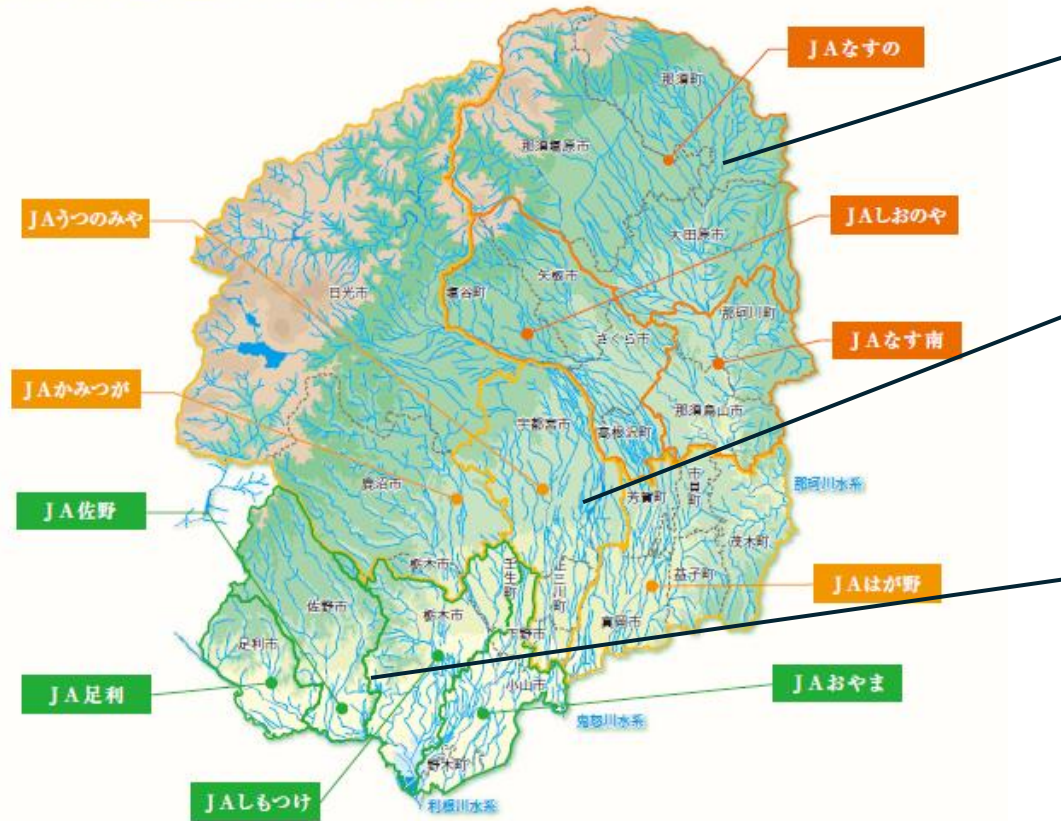 JAなすの
那須町
那須塩原市
JAうつのみや
JAしおのや
大田原市
矢板市
日光市
塩谷町
那珂川町
さくら市
JAなす南
JAかみつが
那須烏山市
宇都宮市
高根沢町
鹿沼市
市貝町
那珂川水系
芳賀町
JA佐野
茂木町
栃木市
壬生町
上三川町
益子町
JAはが野
佐野市
栃木市
真岡市
下野市
足利市
小山市
JA足利
JAおやま
鬼怒川水系
野木町
JAしもつけ
利根川水系